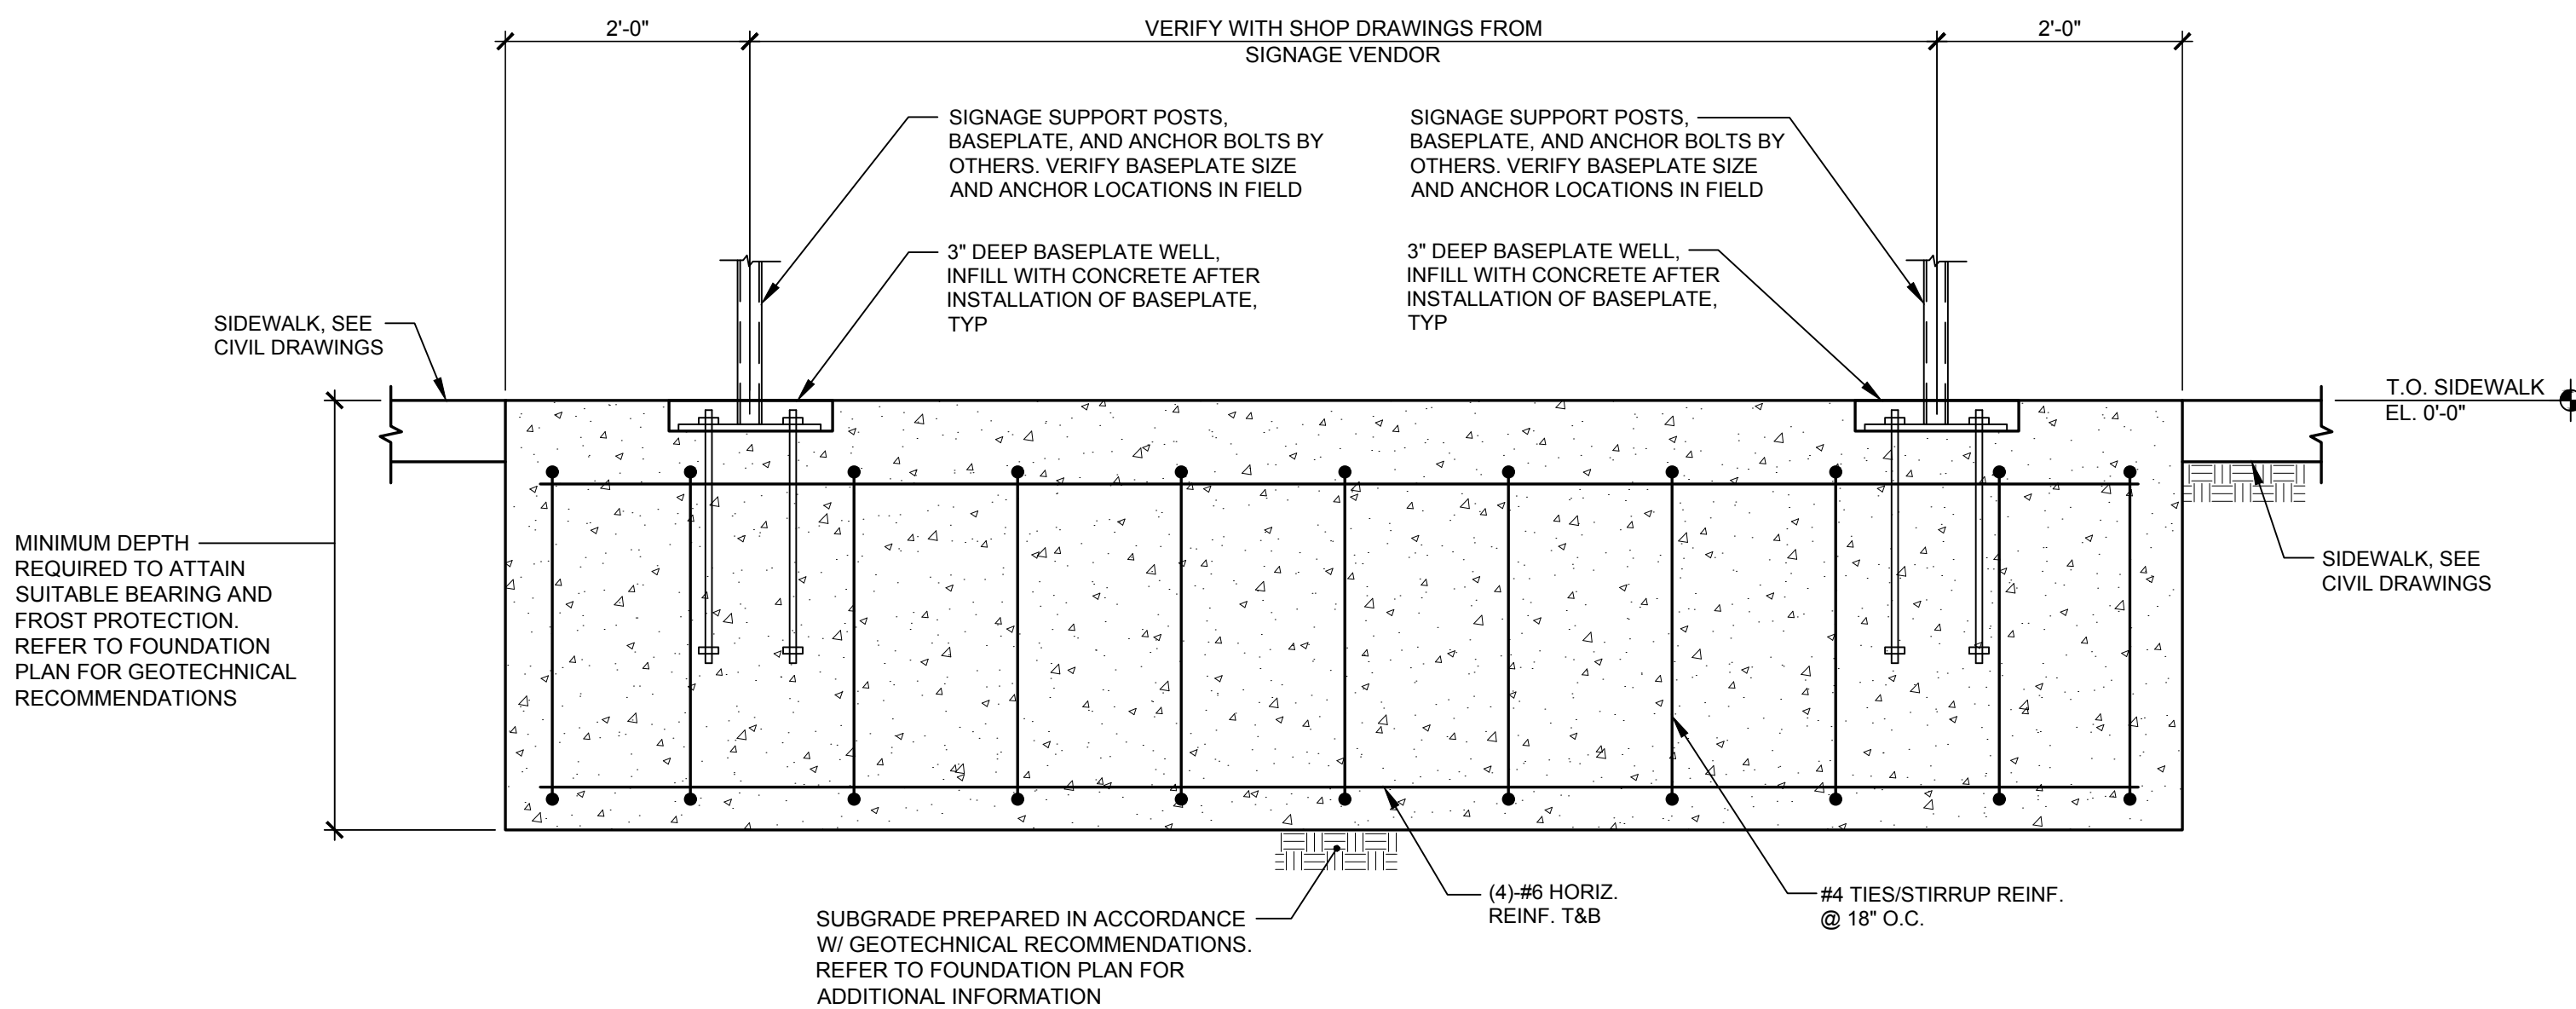 2'-0"
VERIFY WITH SHOP DRAWINGS FROM
SIGNAGE VENDOR
2'-0"
SIGNAGE SUPPORT POSTS,
BASEPLATE, AND ANCHOR BOLTS BY
OTHERS. VERIFY BASEPLATE SIZE
AND ANCHOR LOCATIONS IN FIELD
SIGNAGE SUPPORT POSTS,
BASEPLATE, AND ANCHOR BOLTS BY
OTHERS. VERIFY BASEPLATE SIZE
AND ANCHOR LOCATIONS IN FIELD
3" DEEP BASEPLATE WELL,
INFILL WITH CONCRETE AFTER
INSTALLATION OF BASEPLATE,
TYP
3" DEEP BASEPLATE WELL,
INFILL WITH CONCRETE AFTER
INSTALLATION OF BASEPLATE,
TYP
SIDEWALK, SEE
CIVIL DRAWINGS
T.O. SIDEWALK
EL. 0'-0"
MINIMUM DEPTH
REQUIRED TO ATTAIN
SUITABLE BEARING AND
FROST PROTECTION.
REFER TO FOUNDATION
PLAN FOR GEOTECHNICAL
RECOMMENDATIONS
SIDEWALK, SEE
CIVIL DRAWINGS
SUBGRADE PREPARED IN ACCORDANCE
W/ GEOTECHNICAL RECOMMENDATIONS.
REFER TO FOUNDATION PLAN FOR
ADDITIONAL INFORMATION
(4)-#6 HORIZ.
REINF. T&B
#4 TIES/STIRRUP REINF.
@ 18" O.C.